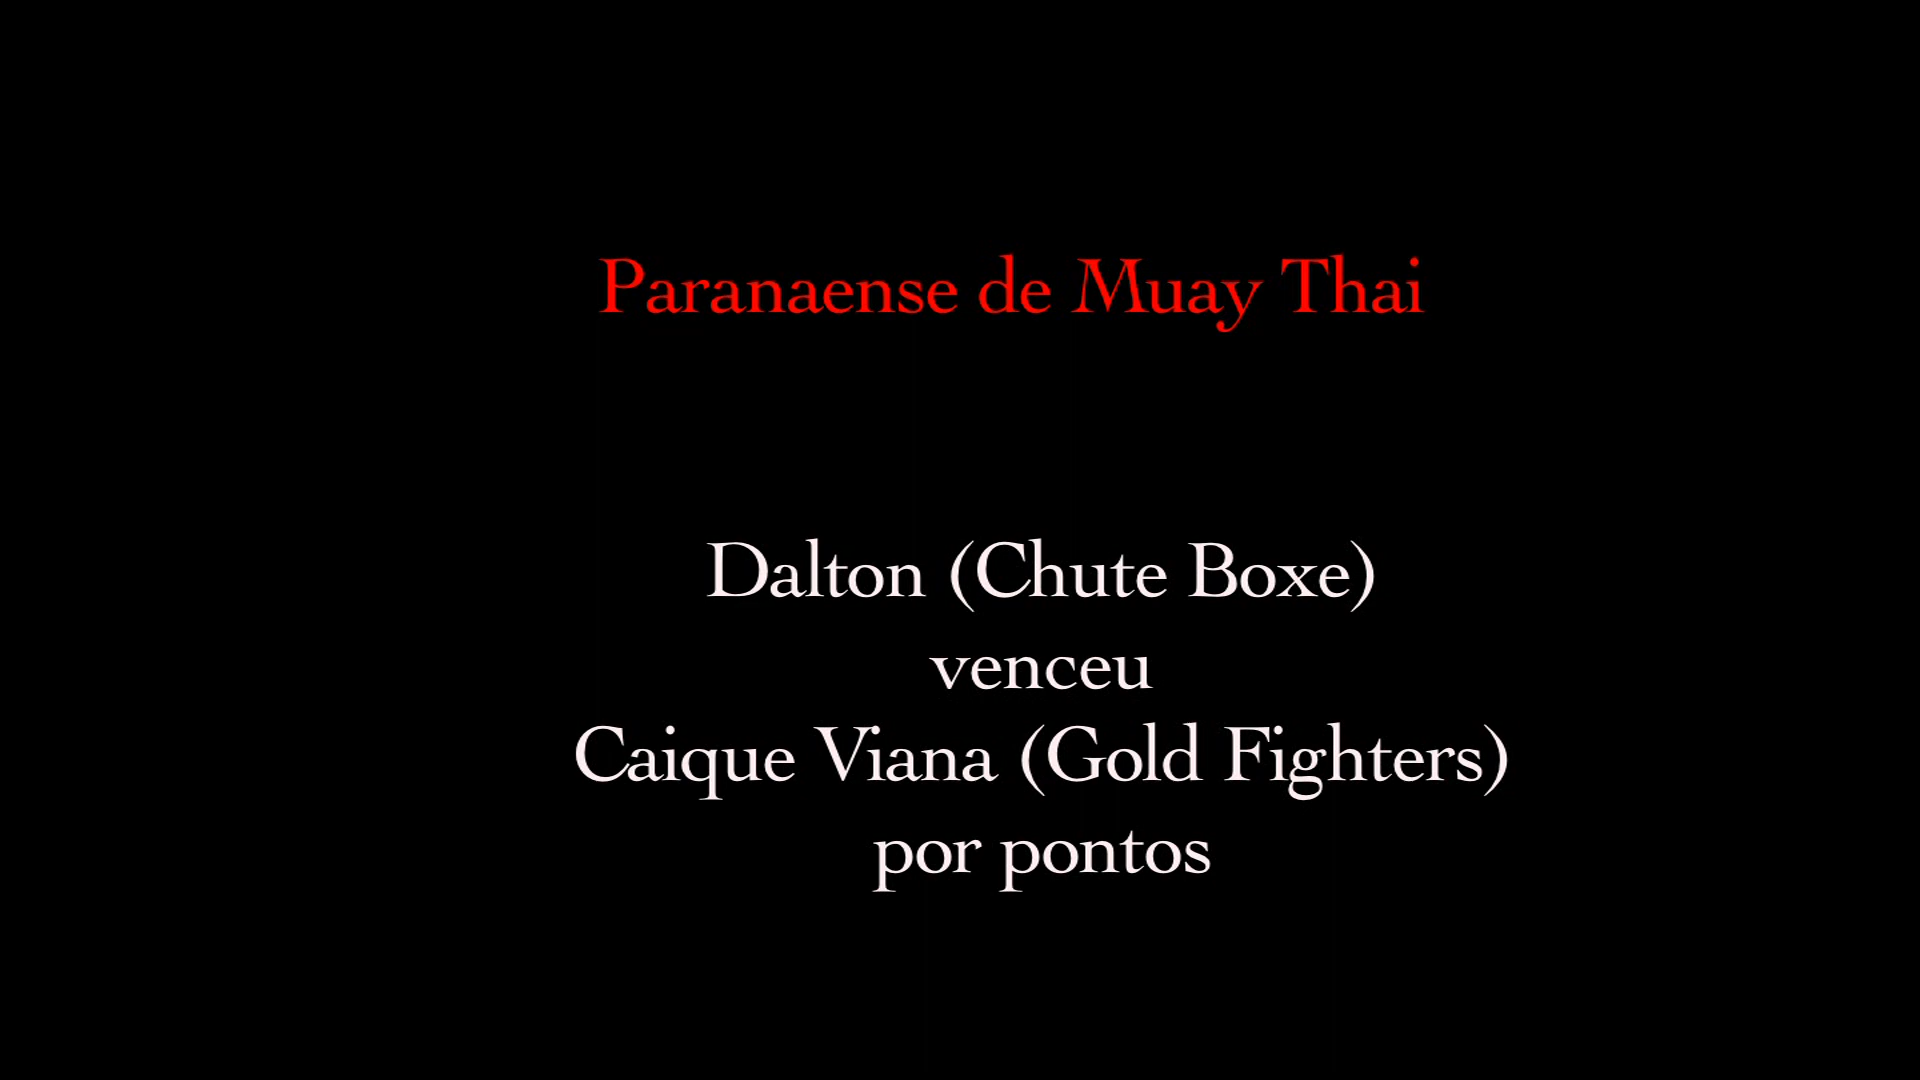 Paranaense de Muay Thai
Dalton (Chute Boxe)
venceu
Caique Viana (Gold Fighters)
por pontos